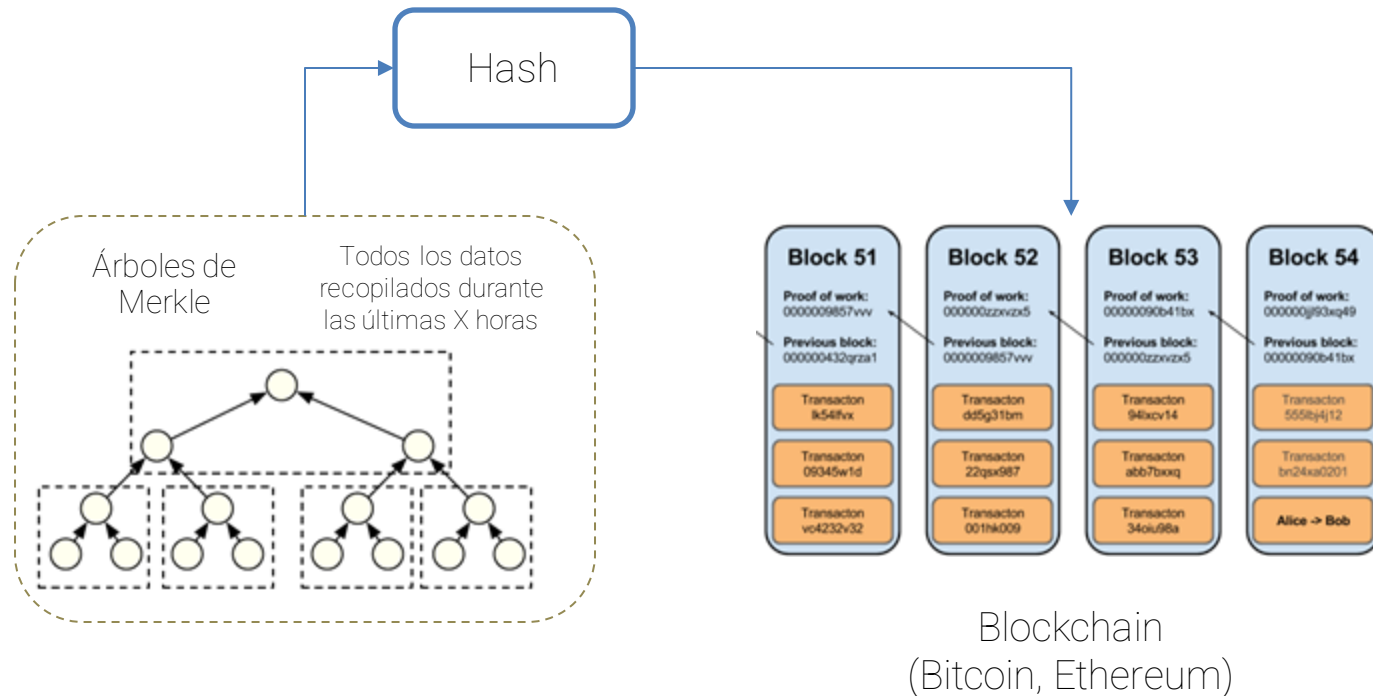 Hash
Árboles de
Merkle
Todos los datos
recopilados durante
las últimas X horas
Block 51
Proof of work:
0000009857vvv
Previous block:
000000432qrza1
Transacton
lk54lfvx
Transacton
09345w1d
Transacton
vc4232v32
Block 52
Proof of work:
000000zzxvzx5
Previous block:
0000009857vvv
Transacton
dd5g31bm
Transacton
22qsx987
Transacton
001hk009
Block 53
Proof of work:
00000090b41bx
Previous block:
000000zzxvzx5
Transacton
94lxcv14
Transacton
abb7bxxq
Transacton
34oiu98a
Block 54
Proof of work:
000000jjl93xq49
Previous block:
00000090b41bx
Transacton
555lbj4j12
Transacton
bn24xa0201
Alice -> Bob
Blockchain
(Bitcoin, Ethereum)